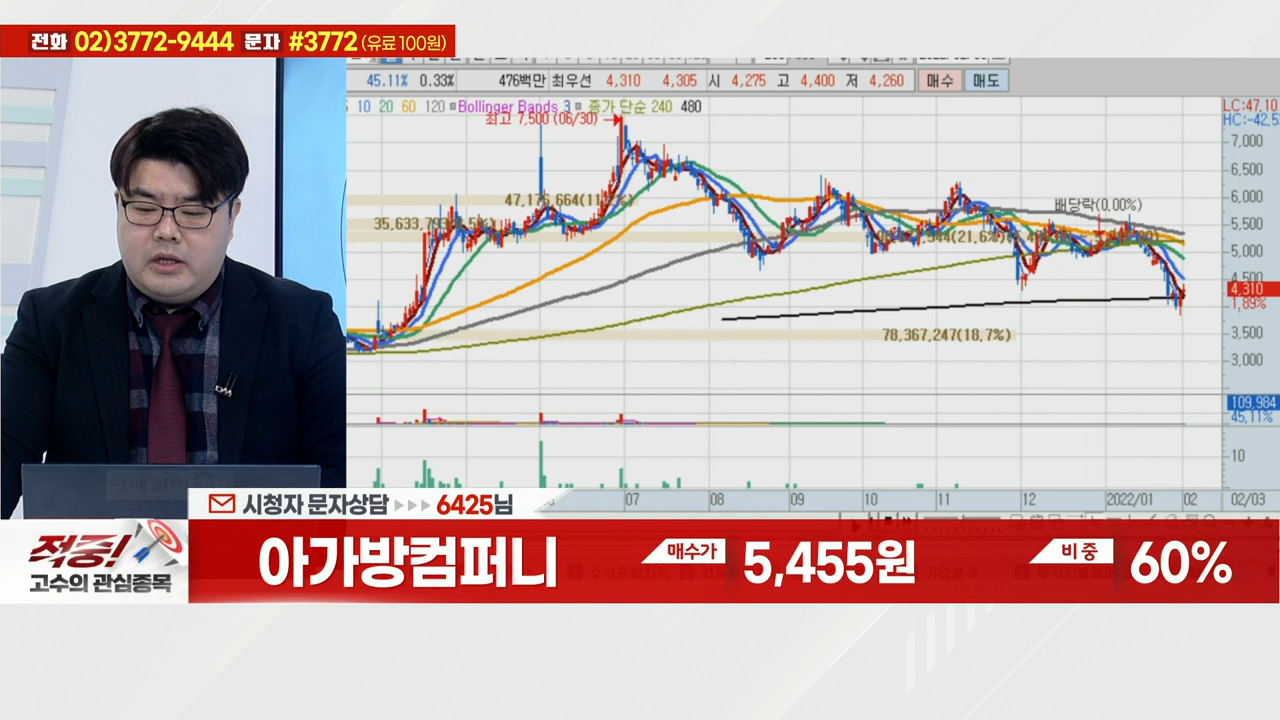 전화 02)3772-9444 문자 #3772 (유료 100원)
45.11% 0.33% 476백만 최우선 4,310 4,305 시 4,275 고 4,400 저 4,260 매수 매도
10 20 60 120 Bollinger Bands 3 종가 단순 240 480
LC:47,10
최고 7,500 (06/30)
HC:-42,5
7,000
6,500
47,176,664(11,2%)
6,000
배당락(0,00%)
35,633,793
5,500
(21,6%)
5,000
4,500
4,310
1,89%
78,367,247(18,7%)
3,500
3,000
109,984
45,11%
10
07 08 09 10 11 12 2022/01 02 02/03
시청자 문자상담 6425님
적중!
고수의 관심종목
아가방컴퍼니 매수가 5,455원 비중 60%